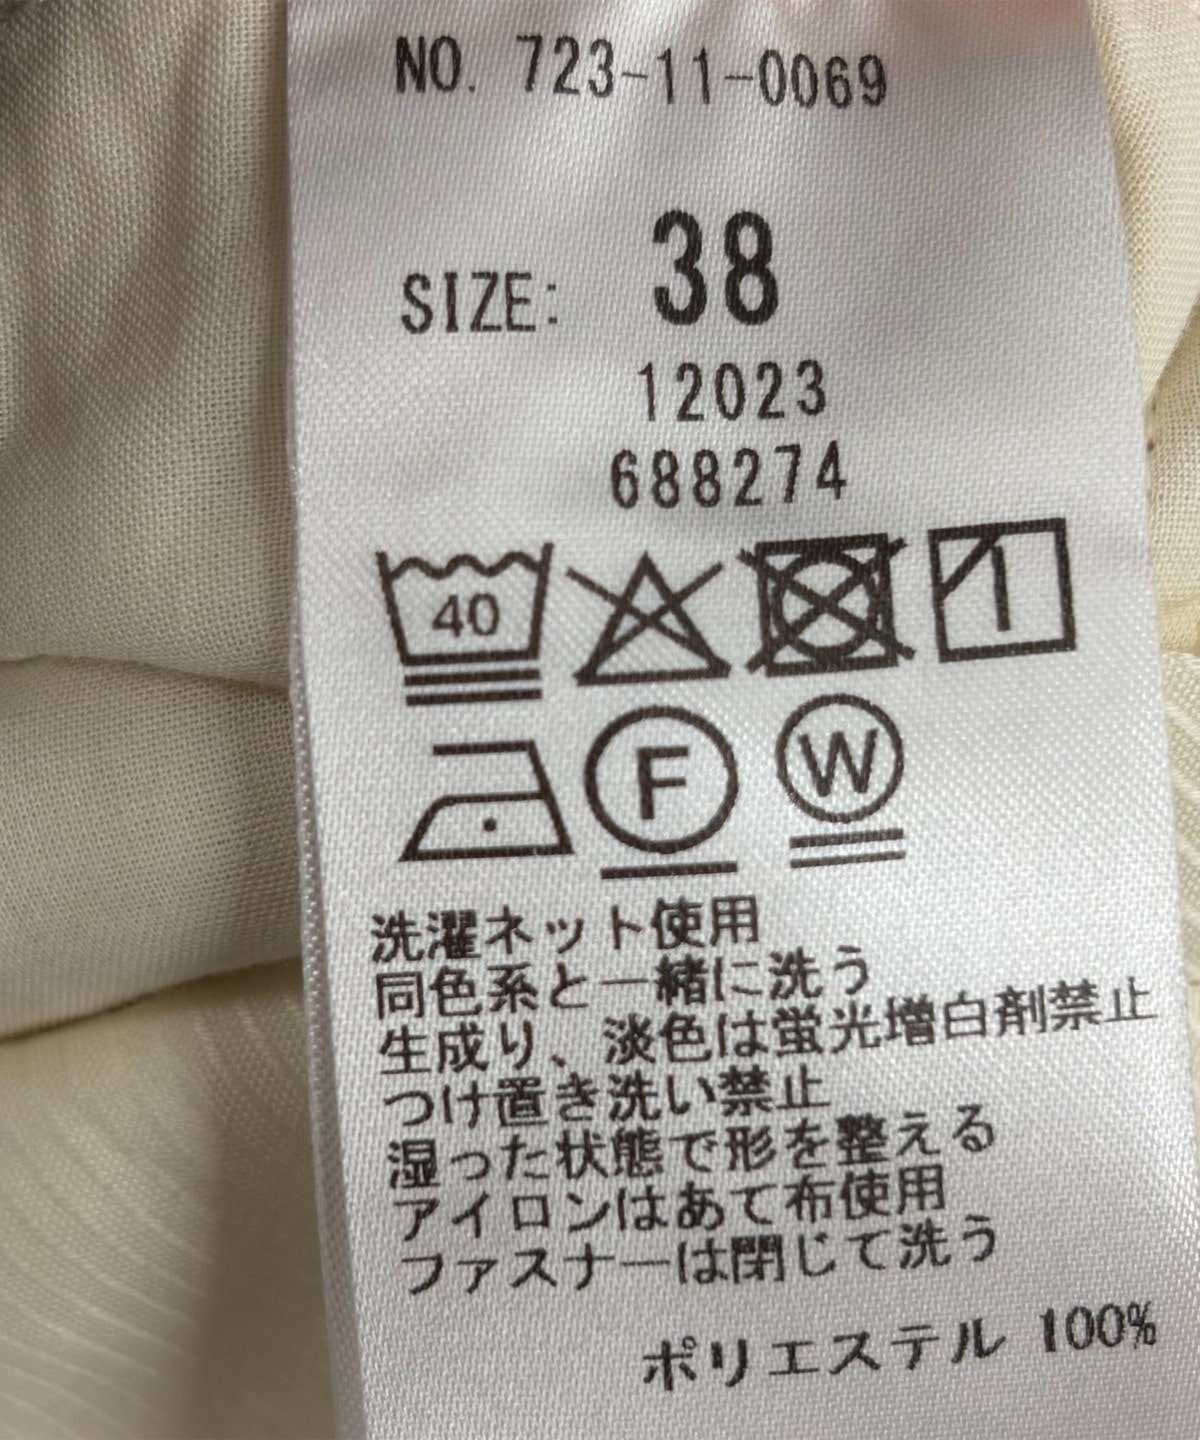 NO. 723-11-0069
SIZE: 38
12023
688274
40
F W
洗濯ネット使用
同色系と一緒に洗う
生成り、淡色は蛍光増白剤禁止
つけ置き洗い禁止
湿った状態で形を整える
アイロンはあて布使用
ファスナーは閉じて洗う
ポリエステル 100%